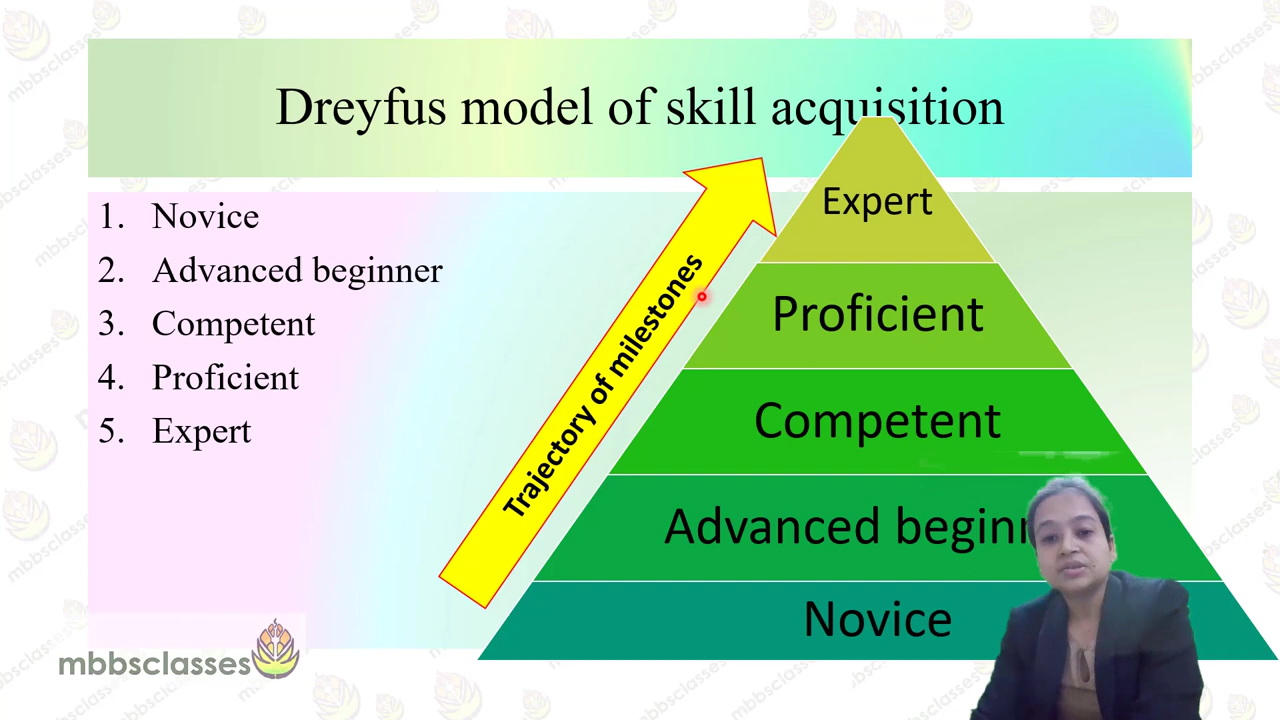 Dreyfus model of skill acquisition
1. Novice
2. Advanced beginner
3. Competent
4. Proficient
5. Expert
Trajectory of milestones
Expert
Proficient
Competent
Advanced
Novice
mbbsclasses